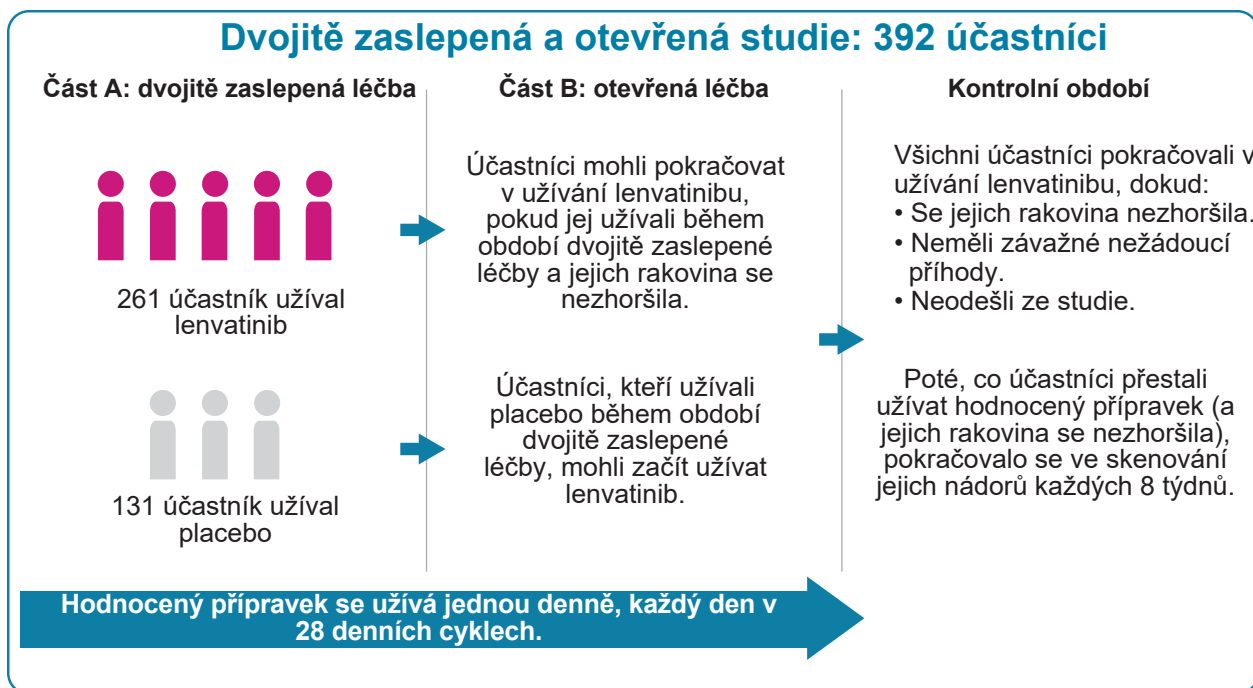 Dvojitě zaslepená a otevřená studie: 392 účastníci
Část A: dvojitě zaslepená léčba
261 účastník užíval
lenvatinib
131 účastník užíval
placebo
Část B: otevřená léčba
Účastníci mohli pokračovat
v užívání lenvatinibu,
pokud jej užívali během
období dvojitě zaslepené
léčby a jejich rakovina se
nezhoršila.
Účastníci, kteří užívali
placebo během období
dvojitě zaslepené
léčby, mohli začít užívat
lenvatinib.
Kontrolní období
Všichni účastníci pokračovali v
užívání lenvatinibu, dokud:
• Se jejich rakovina nezhoršila.
• Neměli závažné nežádoucí
příhody.
• Neodešli ze studie.
Poté, co účastníci přestali
užívat hodnocený přípravek (a
jejich rakovina se nezhoršila),
pokračovalo se ve skenování
jejich nádorů každých 8 týdnů.
Hodnocený přípravek se užívá jednou denně, každý den v
28 denních cyklech.